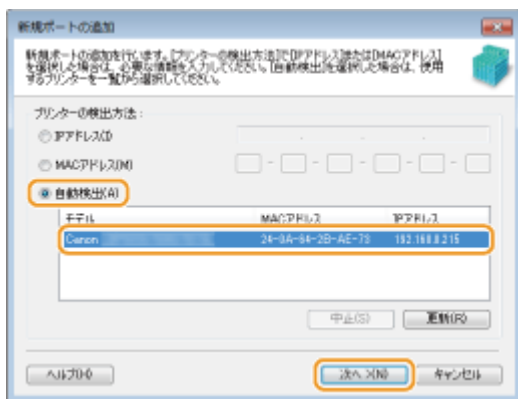 新規ポートの追加
新規ポートの追加を行います。[プリンターの検出方法]で[IPアドレス]または[MACアドレス]
を選択した場合は、必要な情報を入力してください。[自動検出]を選択した場合は、使用
するプリンターを一覧から選択してください。
プリンターの検出方法:
IPアドレス(I)
MACアドレス(M)
自動検出(A)
モデル MACアドレス IPアドレス
Canon 24-0A-64-2B-AE-73 192.168.0.215
中止(S) 更新(R)
ヘルプ(H) 次へ >(N) キャンセル